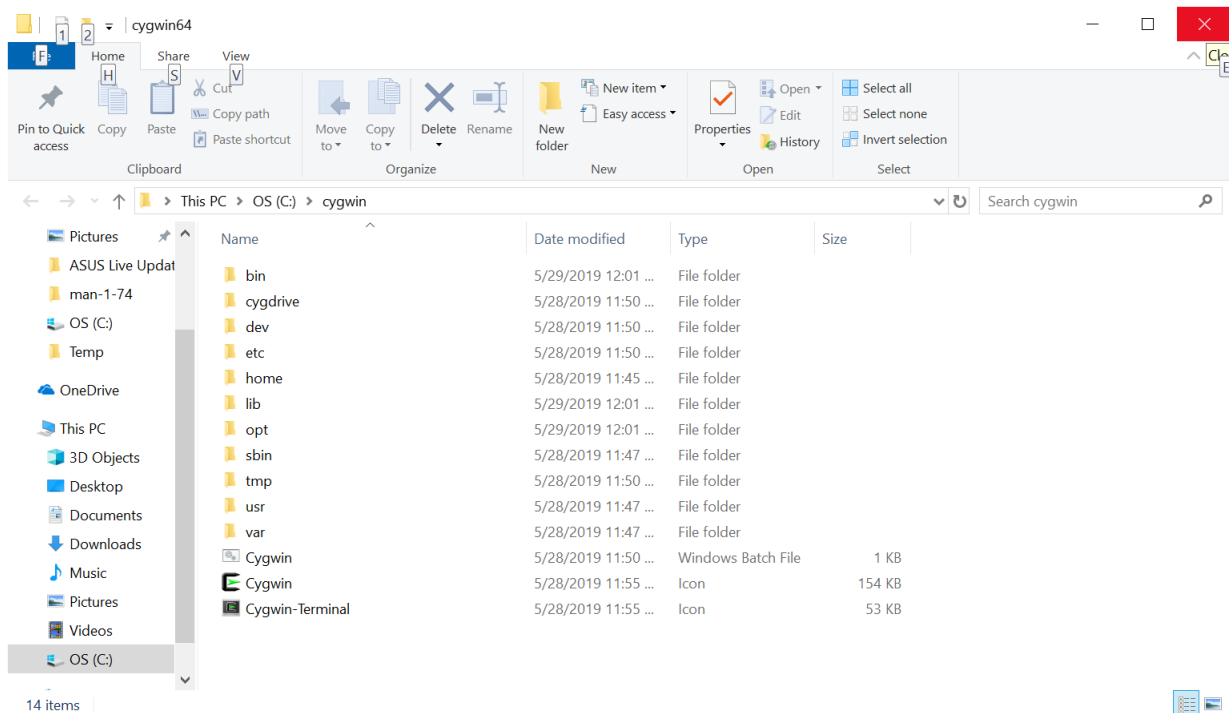 1 2 cygwin64
F Home Share View Clo
H S V E
Pin to Quick access Copy Paste Cut Copy path Paste shortcut
Move to Copy to Delete Rename
New folder New item Easy access
Properties Open Edit History
Select all Select none Invert selection
Clipboard Organize New Open Select
This PC OS (C:) cygwin Search cygwin
Pictures
ASUS Live Updat
man-1-74
OS (C:)
Temp
OneDrive
This PC
3D Objects
Desktop
Documents
Downloads
Music
Pictures
Videos
OS (C:)
Name Date modified Type Size
bin 5/29/2019 12:01 ... File folder
cygdrive 5/28/2019 11:50 ... File folder
dev 5/28/2019 11:50 ... File folder
etc 5/28/2019 11:50 ... File folder
home 5/28/2019 11:45 ... File folder
lib 5/29/2019 12:01 ... File folder
opt 5/29/2019 12:01 ... File folder
sbin 5/28/2019 11:47 ... File folder
tmp 5/28/2019 11:50 ... File folder
usr 5/28/2019 11:47 ... File folder
var 5/28/2019 11:47 ... File folder
Cygwin 5/28/2019 11:50 ... Windows Batch File 1 KB
Cygwin 5/28/2019 11:55 ... Icon 154 KB
Cygwin-Terminal 5/28/2019 11:55 ... Icon 53 KB
14 items